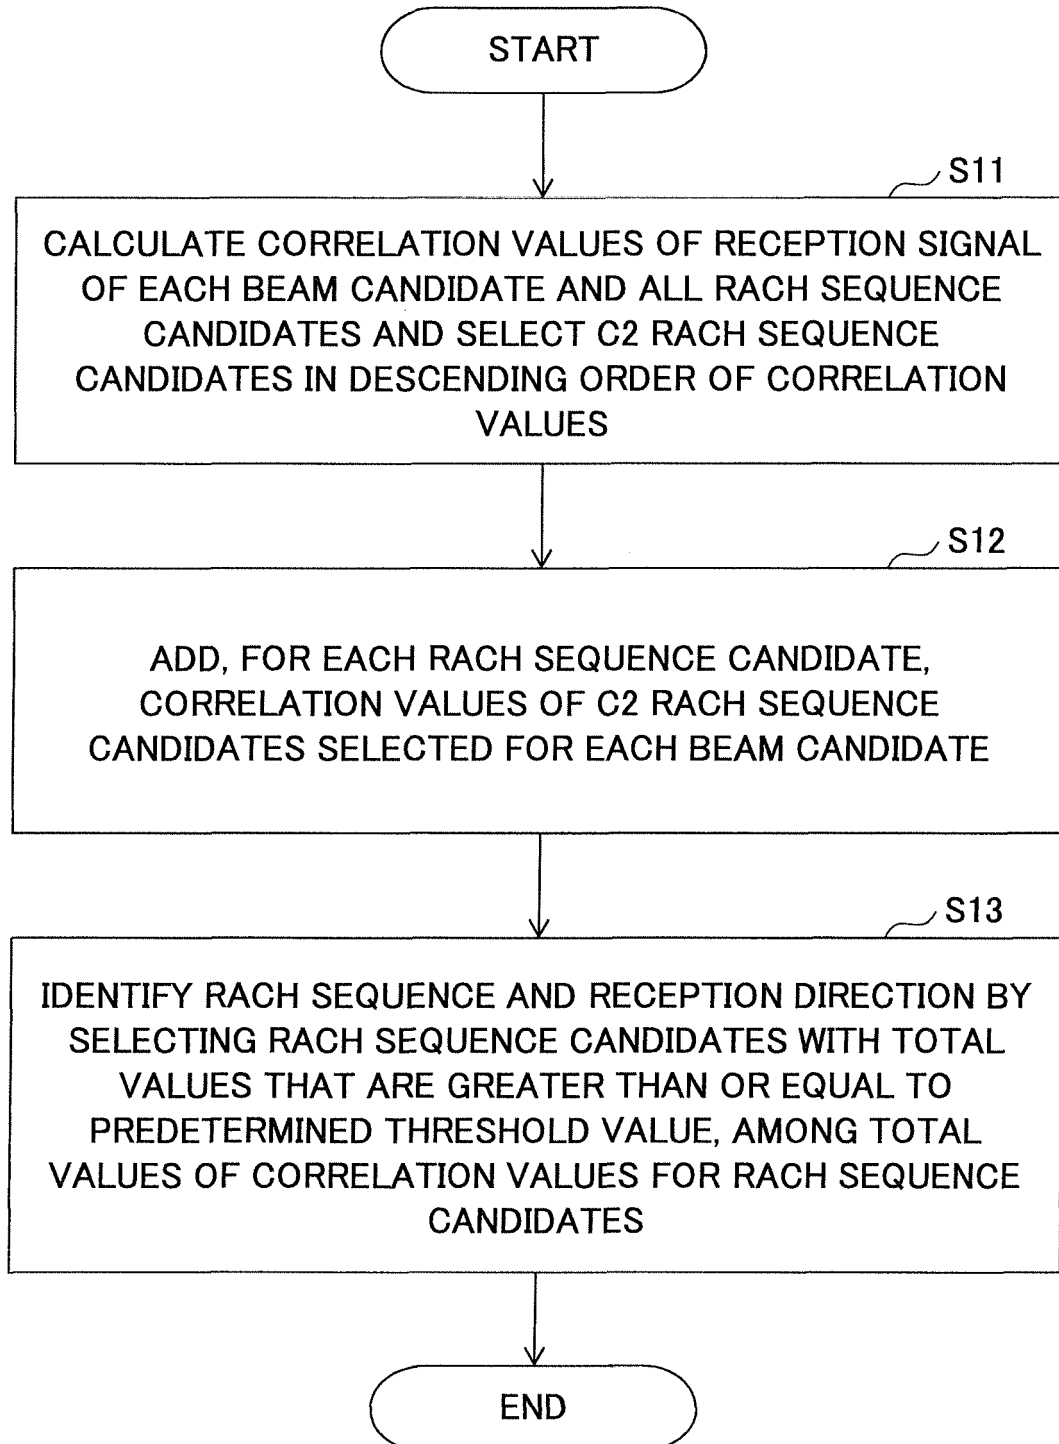 START
S11
CALCULATE CORRELATION VALUES OF RECEPTION SIGNAL
OF EACH BEAM CANDIDATE AND ALL RACH SEQUENCE
CANDIDATES AND SELECT C2 RACH SEQUENCE
CANDIDATES IN DESCENDING ORDER OF CORRELATION
VALUES
S12
ADD, FOR EACH RACH SEQUENCE CANDIDATE,
CORRELATION VALUES OF C2 RACH SEQUENCE
CANDIDATES SELECTED FOR EACH BEAM CANDIDATE
S13
IDENTIFY RACH SEQUENCE AND RECEPTION DIRECTION BY
SELECTING RACH SEQUENCE CANDIDATES WITH TOTAL
VALUES THAT ARE GREATER THAN OR EQUAL TO
PREDETERMINED THRESHOLD VALUE, AMONG TOTAL
VALUES OF CORRELATION VALUES FOR RACH SEQUENCE
CANDIDATES
END